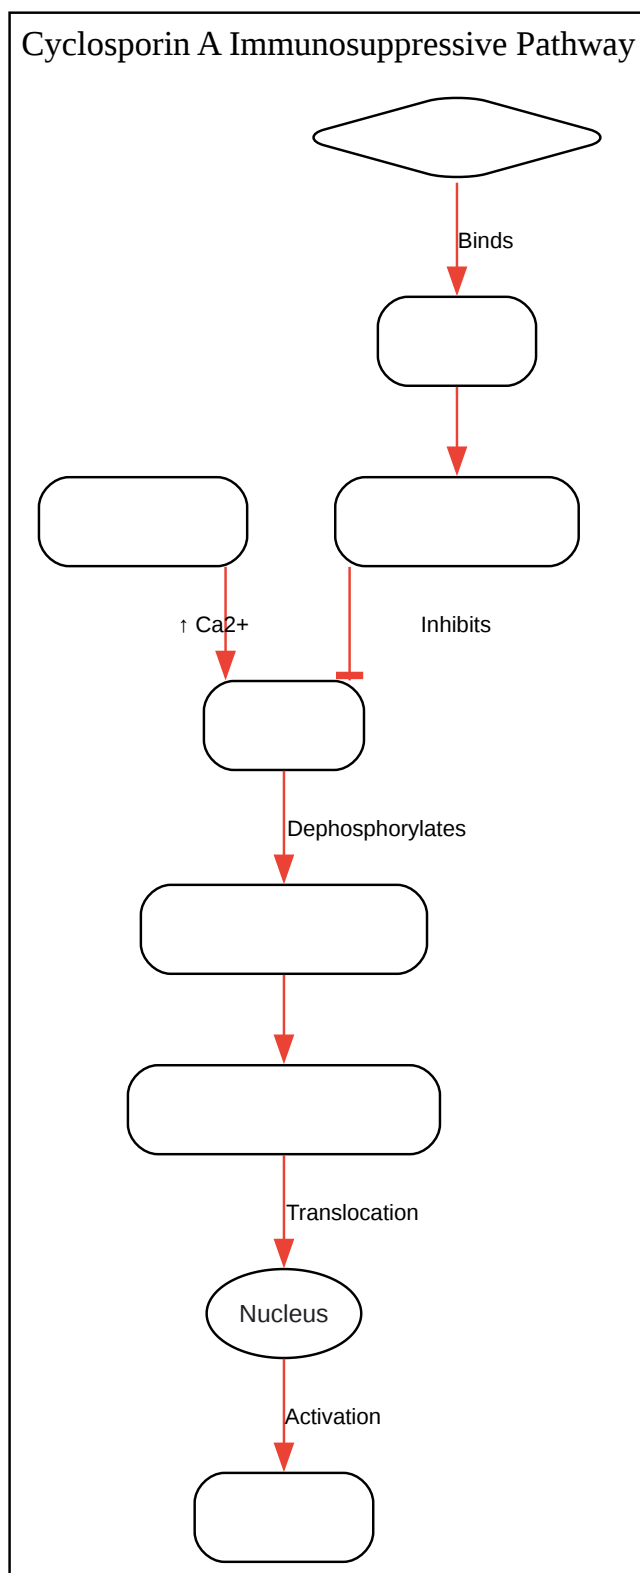 Cyclosporin A Immunosuppressive Pathway
Binds
↑ Ca2+
Inhibits
Dephosphorylates
Translocation
Nucleus
Activation